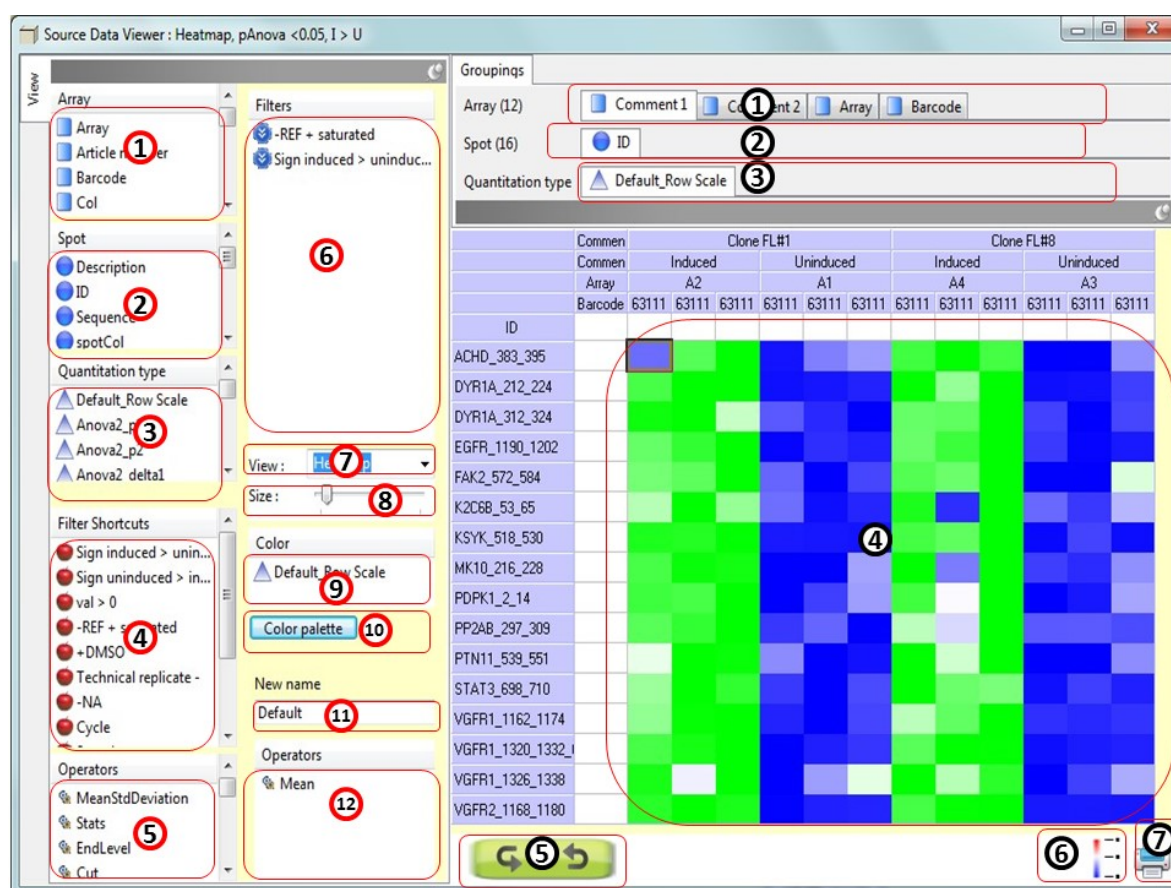 Source Data Viewer : Heatmap, pAnova <0.05, I > U
View
Array
Array
Barcode
Col
1
Spot
Description
ID
Sequence
spotCol
2
Quantitation type
Default_Row Scale
Anova2_p2
Anova2 delta1
3
Filter Shortcuts
Sign induced > unin...
Sign uninduced > in...
val > 0
-REF + saturated
+DMSO
Technical replicate -
-NA
Cycle
4
Operators
MeanStdDeviation
Stats
EndLevel
Cut
5
Filters
-REF + saturated
Sign induced > uninduc...
6
View :
7
Size :
8
Color
Default_Row Scale
9
Color palette 10
New name
Default 11
Operators
Mean
12
Groupings
Array (12) Comment 1 1 Comment 2 Array Barcode
Spot (16) ID 2
Quantitation type Default_Row Scale 3
Commen Clone FL#1 Clone FL#8
Commen Induced Uninduced Induced Uninduced
Array A2 A1 A4 A3
Barcode 63111 63111 63111 63111 63111 63111 63111 63111 63111 63111 63111 63111
ID
ACHD_383_395
DYR1A_212_224
DYR1A_312_324
EGFR_1190_1202
FAK2_572_584
K2C6B_53_65
KSYK_518_530
4
MK10_216_228
PDPK1_2_14
PP2AB_297_309
PTN11_539_551
STAT3_698_710
VGFR1_1162_1174
VGFR1_1320_1332_
VGFR1_1326_1338
VGFR2_1168_1180
5 6 7